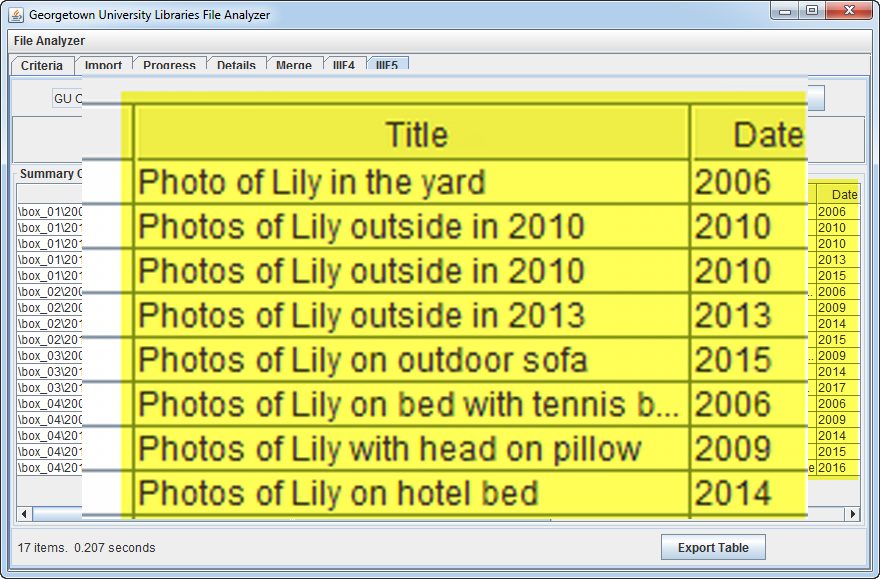 Georgetown University Libraries File Analyzer
File Analyzer
Criteria Import Progress Details Merge IIIF4 IIIF5
GU
Title Date
Photo of Lily in the yard 2006
Photos of Lily outside in 2010 2010
Photos of Lily outside in 2010 2010
Photos of Lily outside in 2013 2013
Photos of Lily on outdoor sofa 2015
Photos of Lily on bed with tennis b... 2006
Photos of Lily with head on pillow 2009
Photos of Lily on hotel bed 2014
Summary Date
\box_01\200 2006
\box_01\201 2010
\box_01\201 2010
\box_01\201 2013
\box_01\201 2015
\box_02\200 2006
\box_02\200 2009
\box_02\201 2014
\box_02\201 2015
\box_03\200 2009
\box_03\201 2014
\box_03\201 2017
\box_04\200 2006
\box_04\200 2009
\box_04\201 2014
\box_04\201 2015
\box_04\201 2016
17 items. 0.207 seconds
Export Table